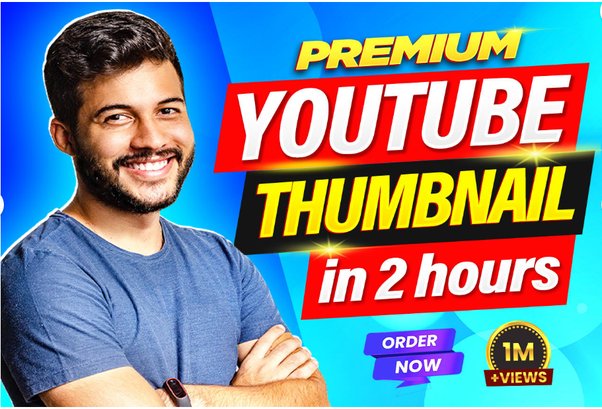 PREMIUM
YOUTUBE
THUMBNAIL
in 2 hours
ORDER
NOW
1M
+VIEWS